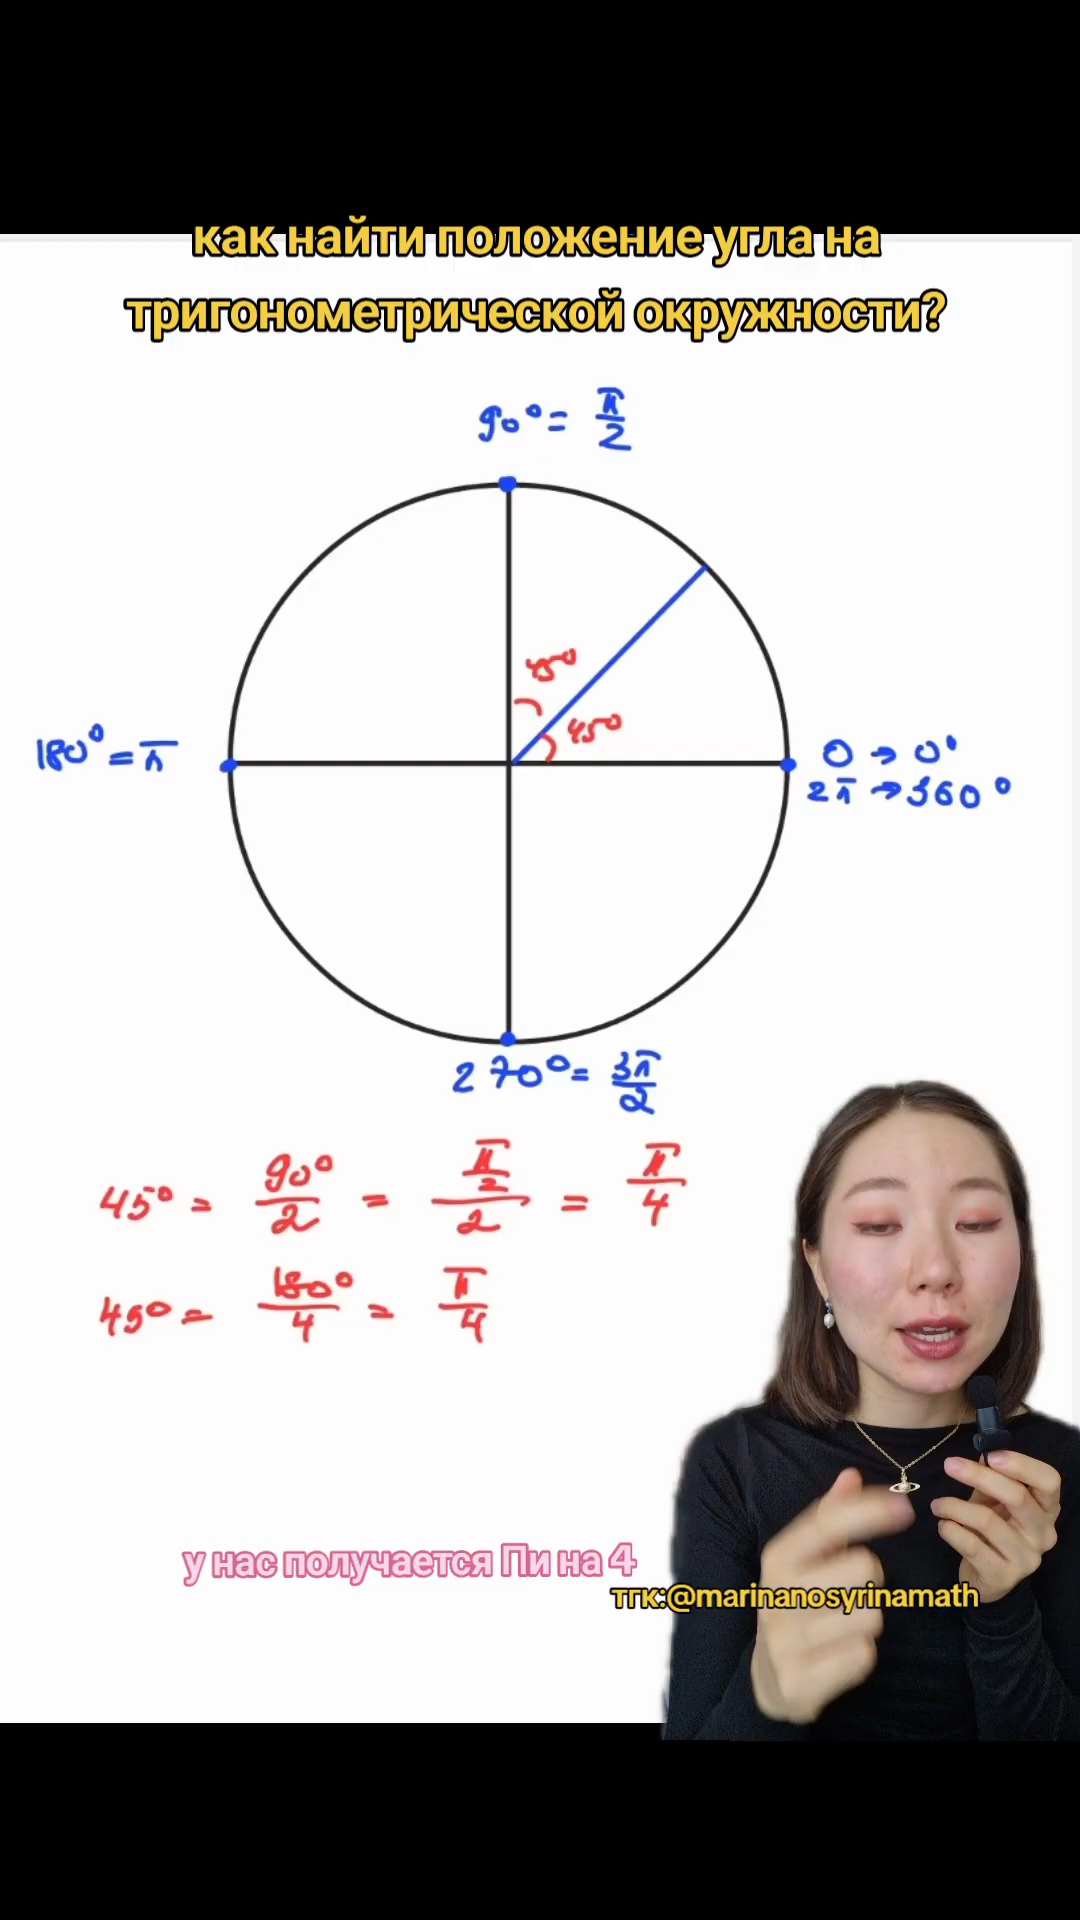 как найти положение угла на
тригонометрической окружности?
90° = π/2
45°
45°
180° = π
0 → 0°
2π → 360°
270° = 3π/2
45° = 90°/2 = π/2/2 = π/4
45° = 180°/4 = π/4
у нас получается Пи на 4
тгк:@marinanosyrinamath